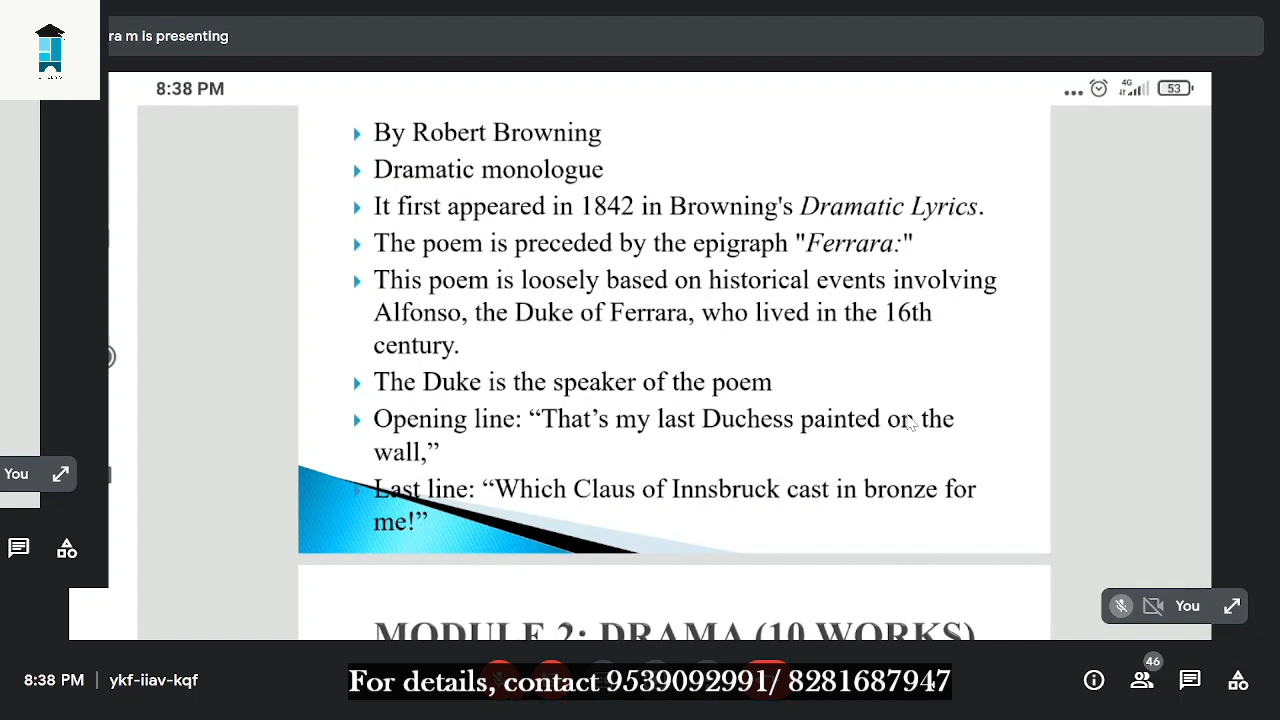 ra m is presenting
8:38 PM
4G
53
By Robert Browning
Dramatic monologue
It first appeared in 1842 in Browning's Dramatic Lyrics.
The poem is preceded by the epigraph "Ferrara:"
This poem is loosely based on historical events involving
Alfonso, the Duke of Ferrara, who lived in the 16th
century.
The Duke is the speaker of the poem
Opening line: “That’s my last Duchess painted on the
wall,”
Last line: “Which Claus of Innsbruck cast in bronze for
me!”
You
You
MODULE 2: DRAMA (10 WORKS)
46
8:38 PM | ykf-iiav-kqf
For details, contact 9539092991/ 8281687947